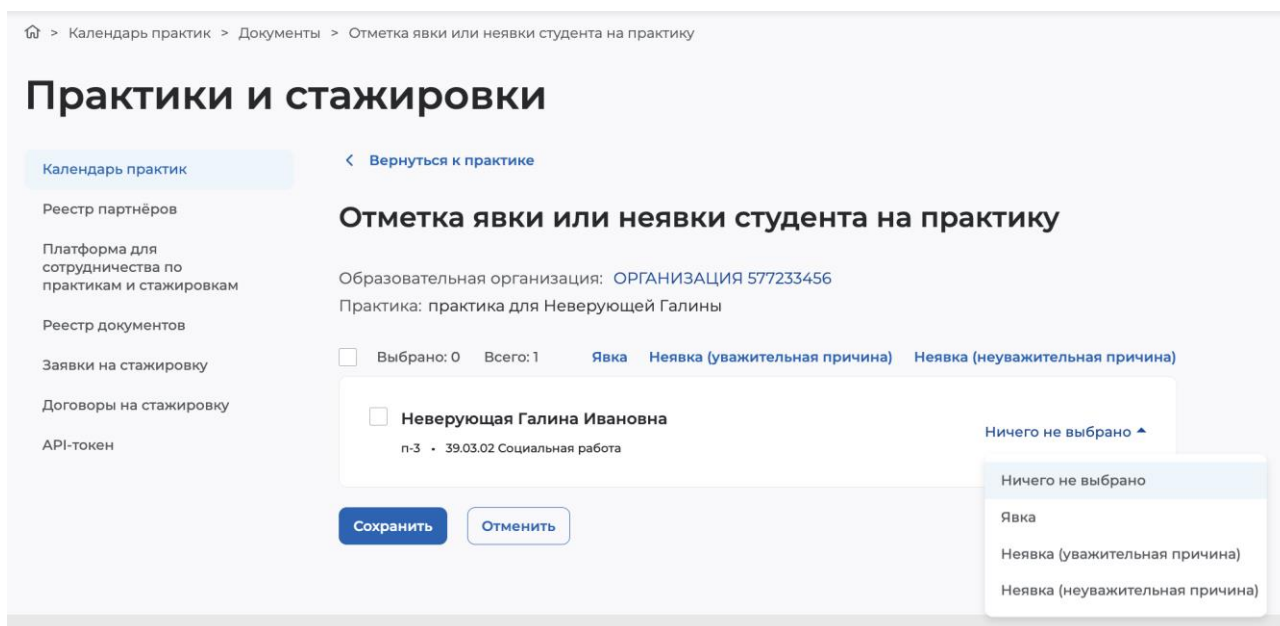 > Календарь практик > Документы > Отметка явки или неявки студента на практику
Практики и стажировки
Календарь практик
Реестр партнёров
Платформа для
сотрудничества по
практикам и стажировкам
Реестр документов
Заявки на стажировку
Договоры на стажировку
API-токен
< Вернуться к практике
Отметка явки или неявки студента на практику
Образовательная организация: ОРГАНИЗАЦИЯ 577233456
Практика: практика для Неверующей Галины
Выбрано: 0 Всего: 1 Явка Неявка (уважительная причина) Неявка (неуважительная причина)
Неверующая Галина Ивановна
п-3 • 39.03.02 Социальная работа
Ничего не выбрано
Ничего не выбрано
Явка
Неявка (уважительная причина)
Неявка (неуважительная причина)
Сохранить Отменить